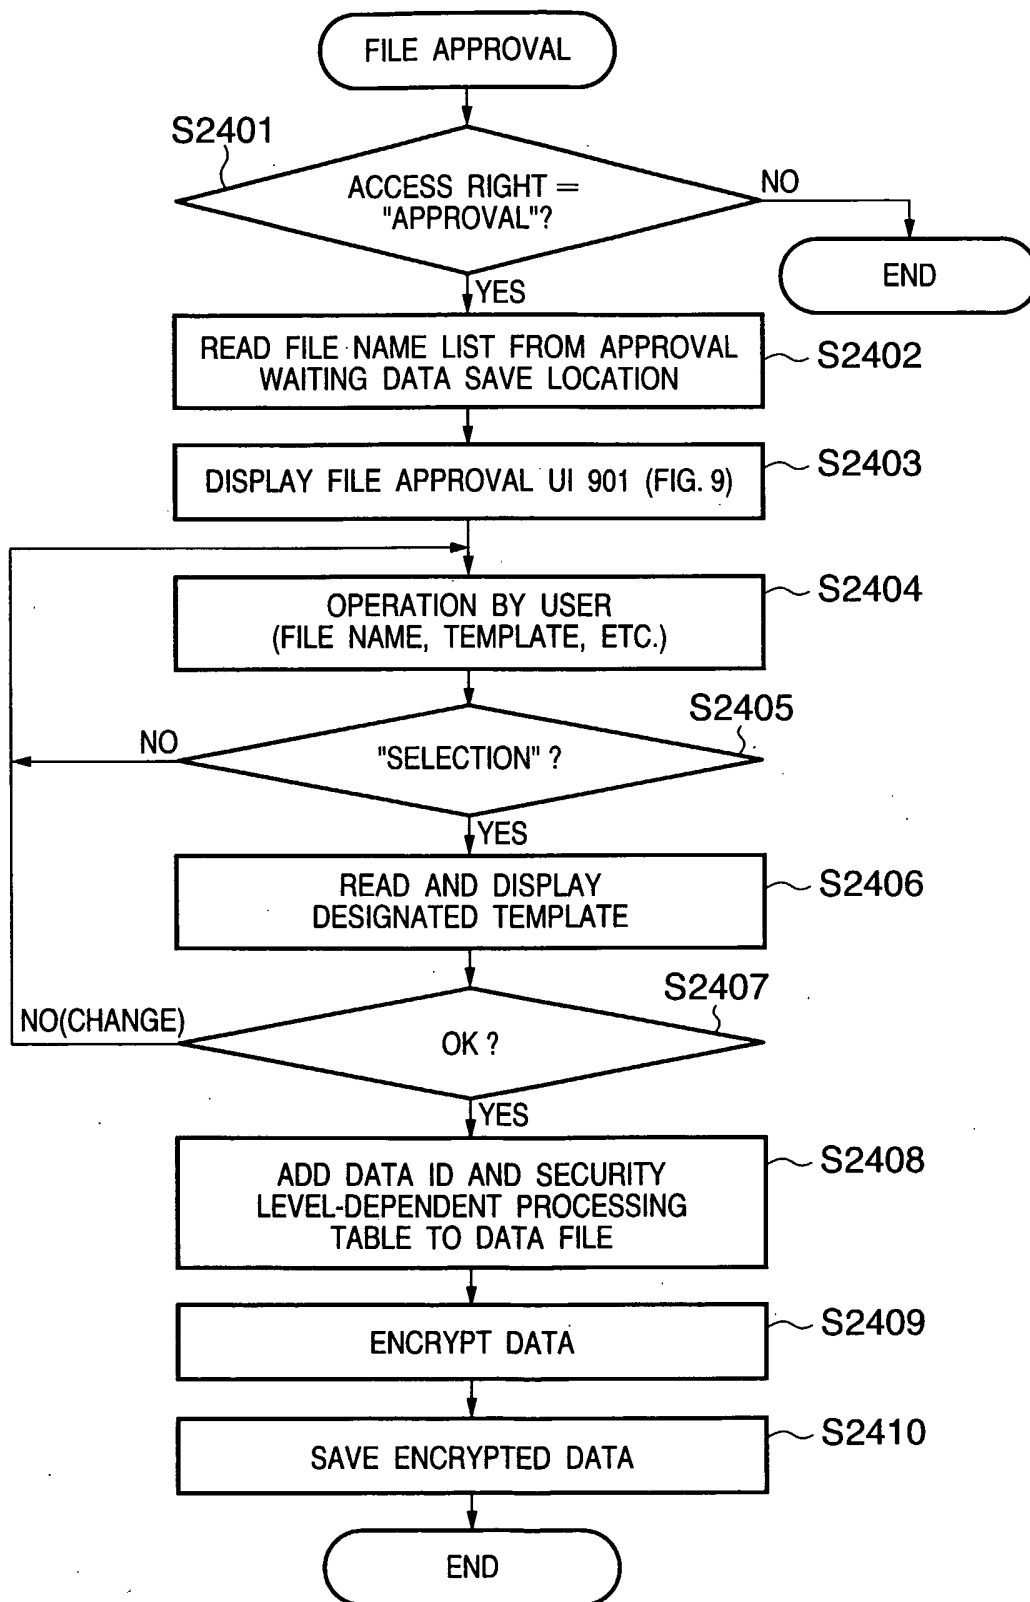 FILE APPROVAL
S2401
ACCESS RIGHT =
"APPROVAL"?
NO
END
YES
READ FILE NAME LIST FROM APPROVAL
WAITING DATA SAVE LOCATION
S2402
DISPLAY FILE APPROVAL UI 901 (FIG. 9)
S2403
OPERATION BY USER
(FILE NAME, TEMPLATE, ETC.)
S2404
S2405
"SELECTION" ?
NO
YES
READ AND DISPLAY
DESIGNATED TEMPLATE
S2406
S2407
NO(CHANGE)
OK ?
YES
ADD DATA ID AND SECURITY
LEVEL-DEPENDENT PROCESSING
TABLE TO DATA FILE
S2408
ENCRYPT DATA
S2409
SAVE ENCRYPTED DATA
S2410
END